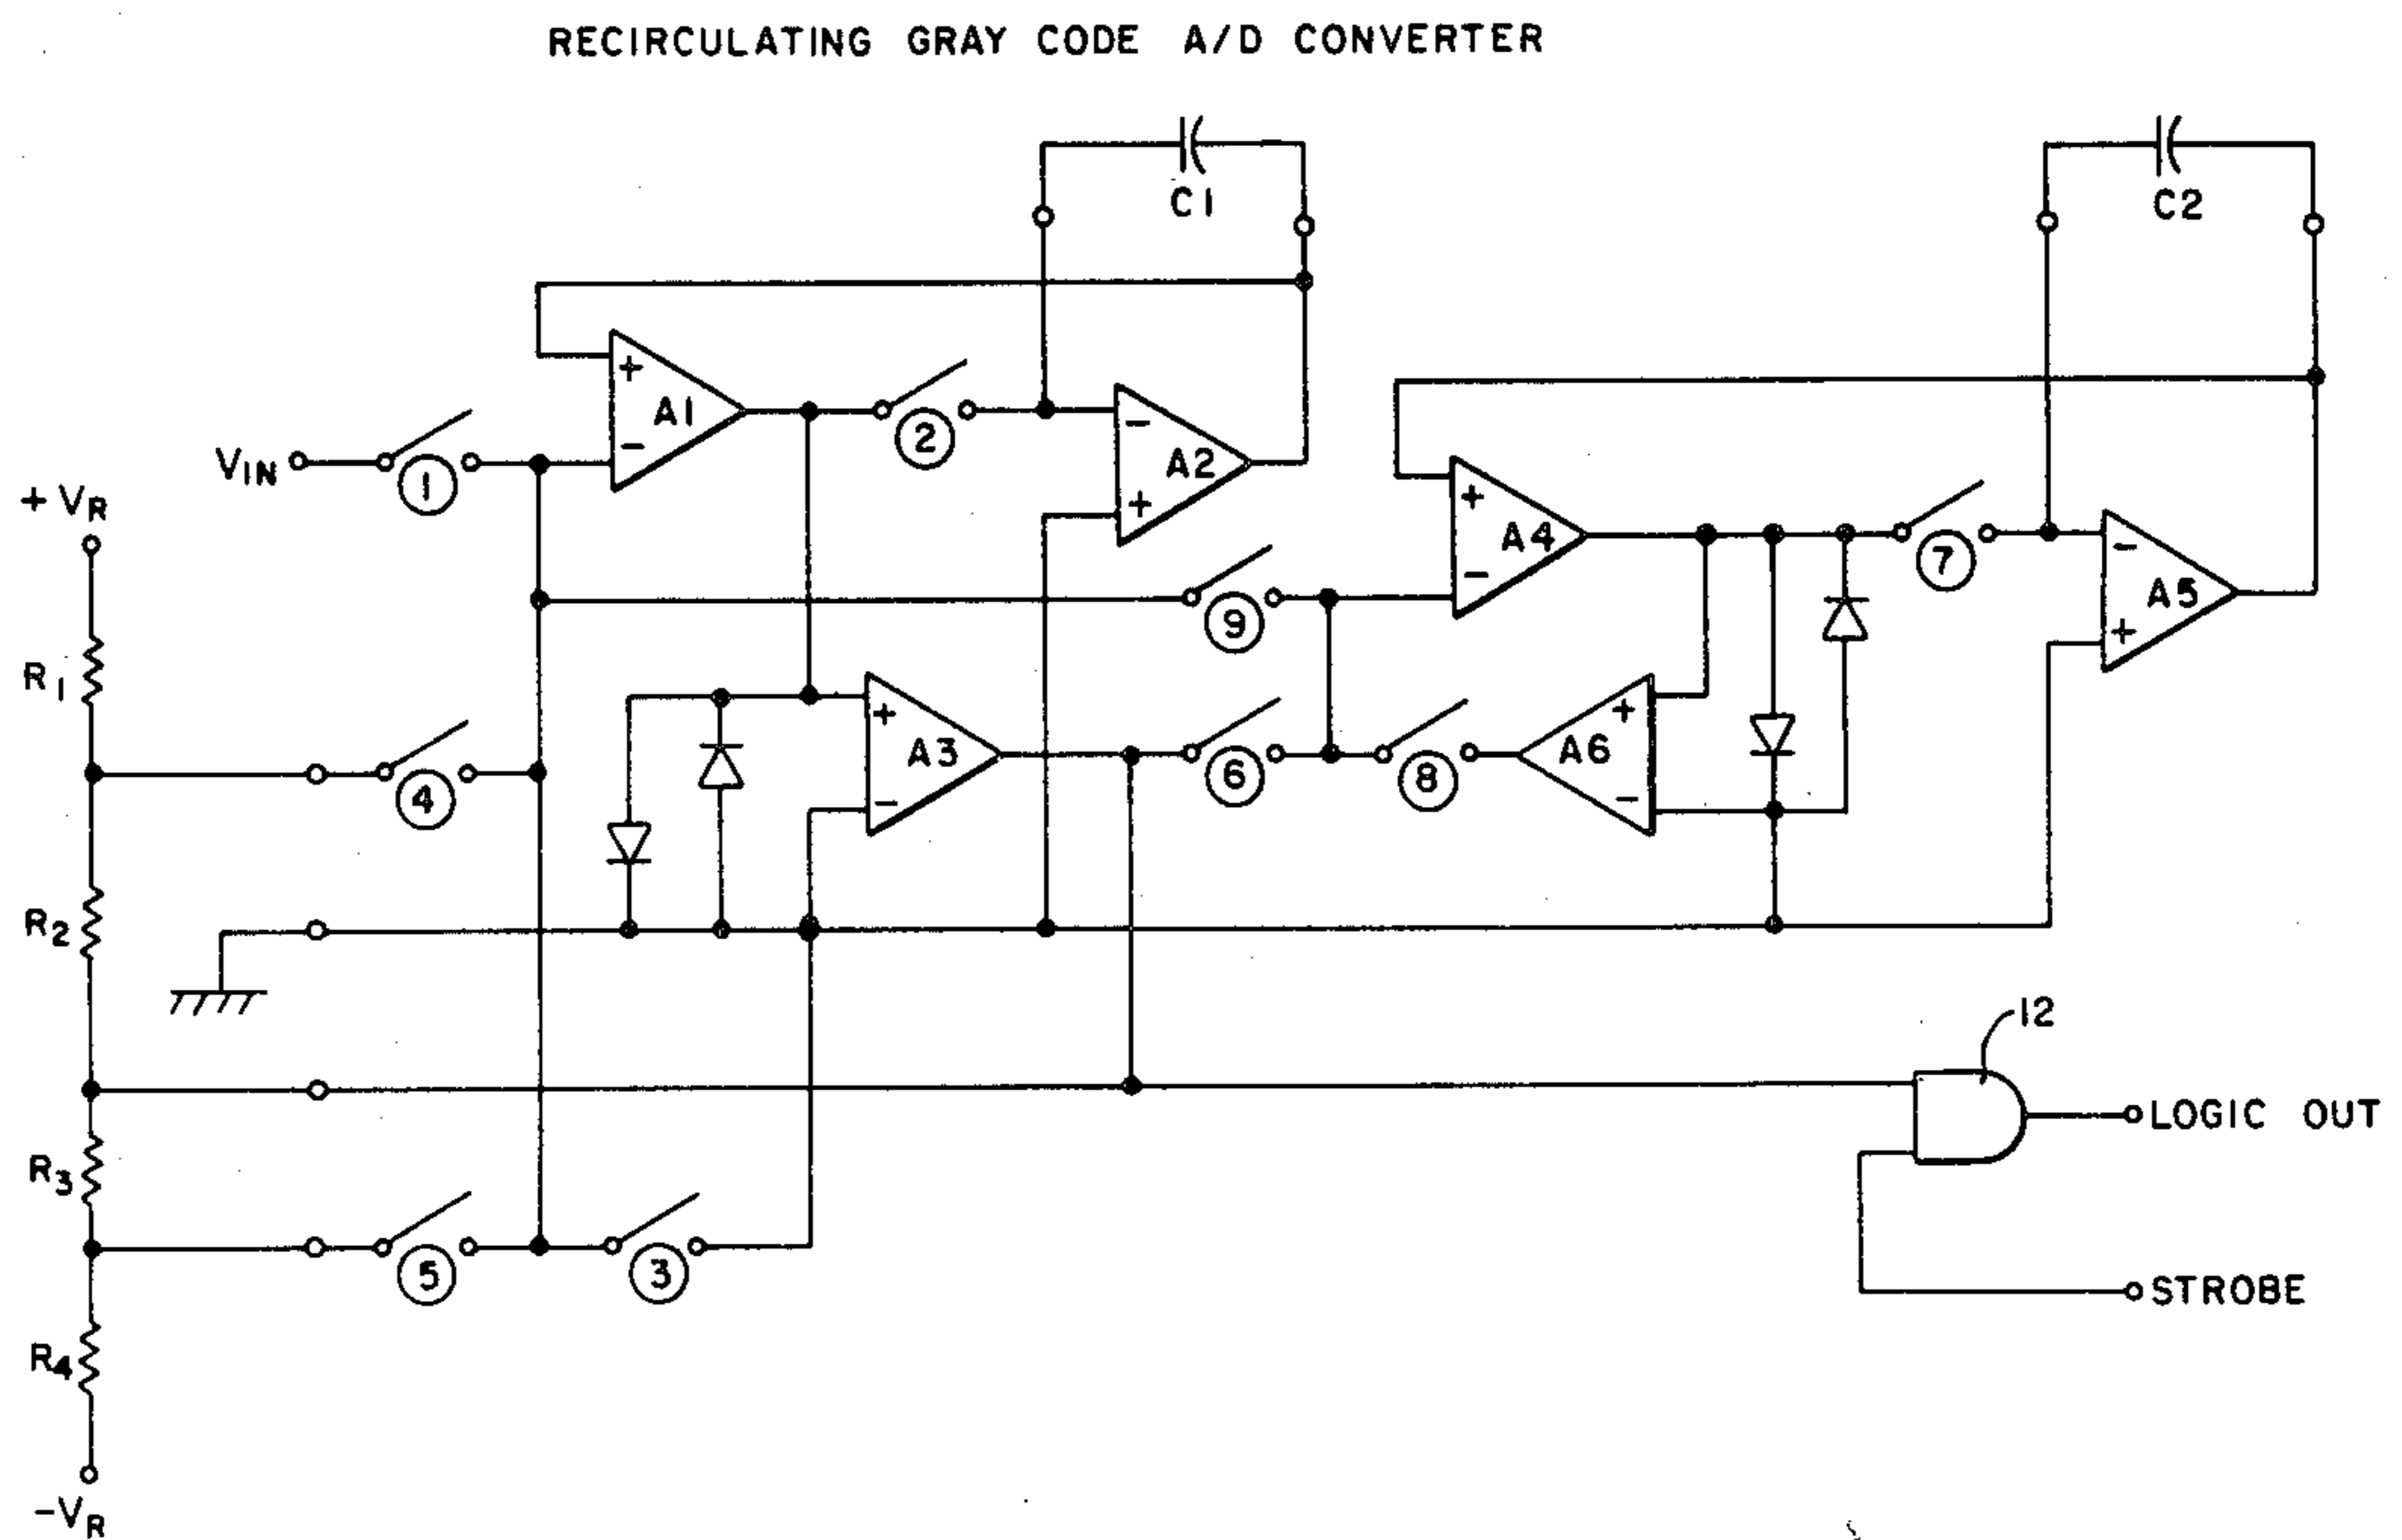 RECIRCULATING GRAY CODE A/D CONVERTER
C1
C2
+
A1
-
2
-
A2
+
VIN
1
+VR
+
A4
-
7
-
A5
+
9
R1
+
A3
-
6
8
+
A6
-
4
R2
12
LOGIC OUT
R3
5
3
STROBE
R4
-VR